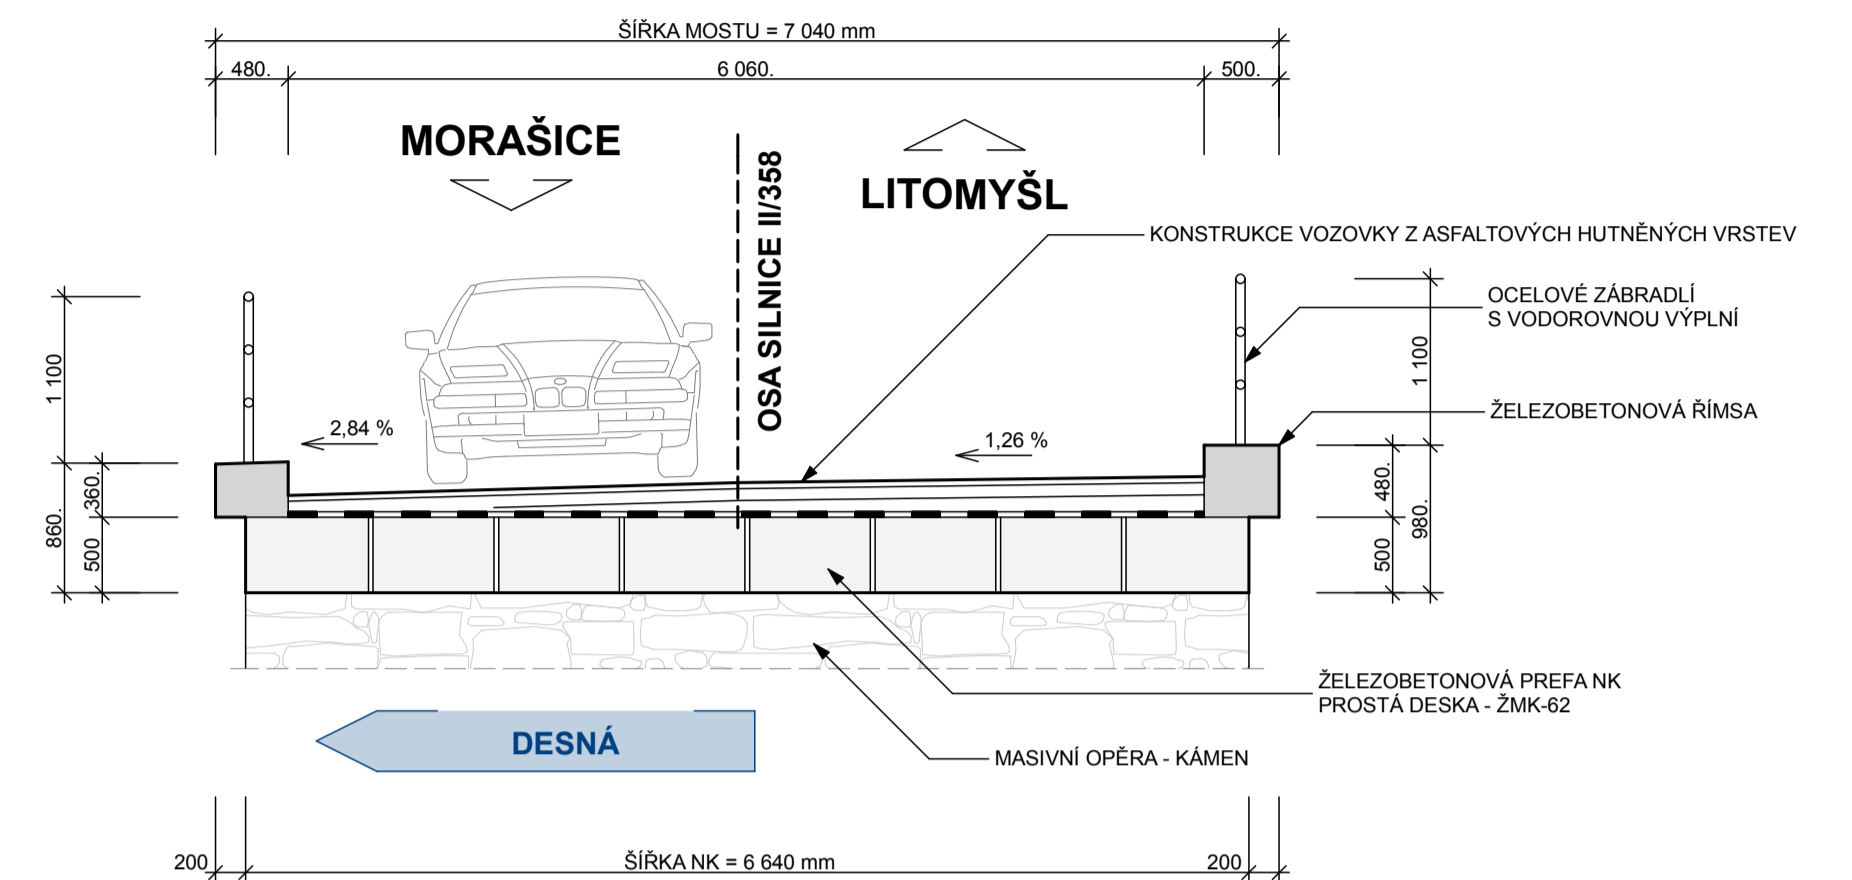 ŠÍŘKA MOSTU = 7 040 mm
480. 6 060. 500.
MORAŠICE
LITOMYŠL
OSA SILNICE II/358
KONSTRUKCE VOZOVKY Z ASFALTOVÝCH HUTNĚNÝCH VRSTEV
OCELOVÉ ZÁBRADLÍ
S VODOROVNOU VÝPLNÍ
1 100
1 100
ŽELEZOBETONOVÁ ŘÍMSA
2,84 %
1,26 %
860.
360.
500
480.
500
980.
ŽELEZOBETONOVÁ PREFA NK
PROSTÁ DESKA - ŽMK-62
DESNÁ
MASIVNÍ OPĚRA - KÁMEN
200 ŠÍŘKA NK = 6 640 mm 200